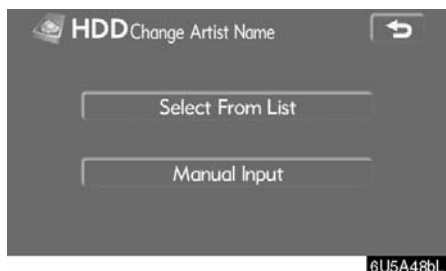 HDD Change Artist Name
Select From List
Manual Input
6U5A48bL